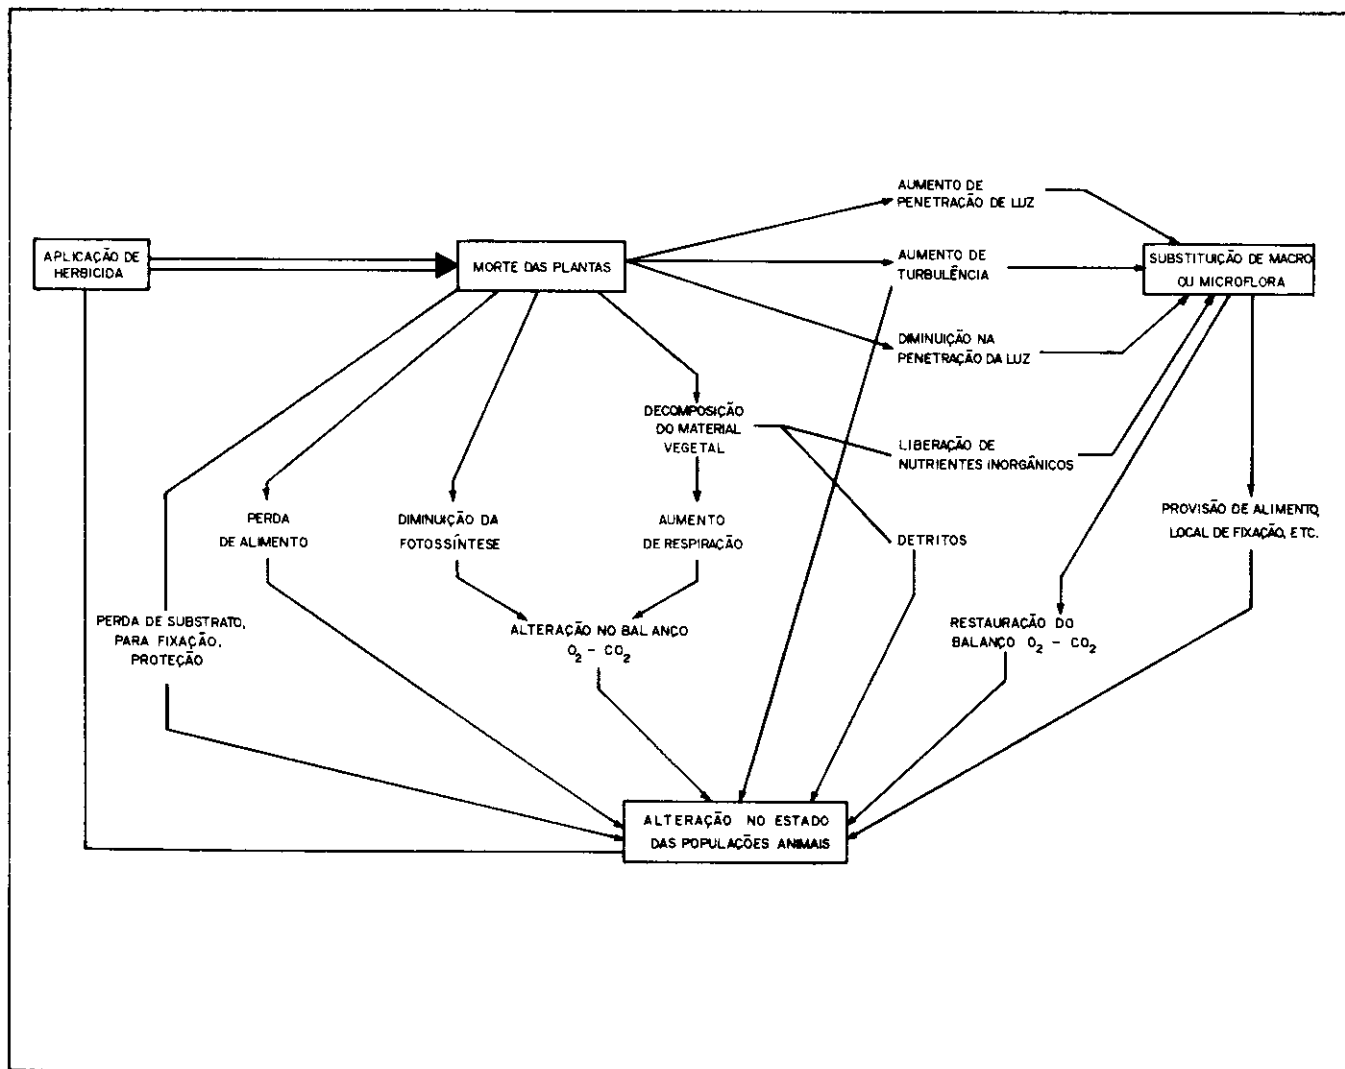 APLICAÇÃO DE
HERBICIDA
MORTE DAS PLANTAS
AUMENTO DE
PENETRAÇÃO DE LUZ
AUMENTO DE
TURBULÊNCIA
DIMINUIÇÃO NA
PENETRAÇÃO DA LUZ
SUBSTITUIÇÃO DE MACRO
OU MICROFLORA
DECOMPOSIÇÃO
DO MATERIAL
VEGETAL
LIBERAÇÃO DE
NUTRIENTES INORGÂNICOS
PERDA
DE ALIMENTO
DIMINUIÇÃO DA
FOTOSSÍNTESE
AUMENTO
DE RESPIRAÇÃO
DETRITOS
PROVISÃO DE ALIMENTO,
LOCAL DE FIXAÇÃO, ETC.
PERDA DE SUBSTRATO,
PARA FIXAÇÃO,
PROTEÇÃO
ALTERAÇÃO NO BALANÇO
O₂ - CO₂
RESTAURAÇÃO DO
BALANÇO O₂ - CO₂
ALTERAÇÃO NO ESTADO
DAS POPULAÇÕES ANIMAIS